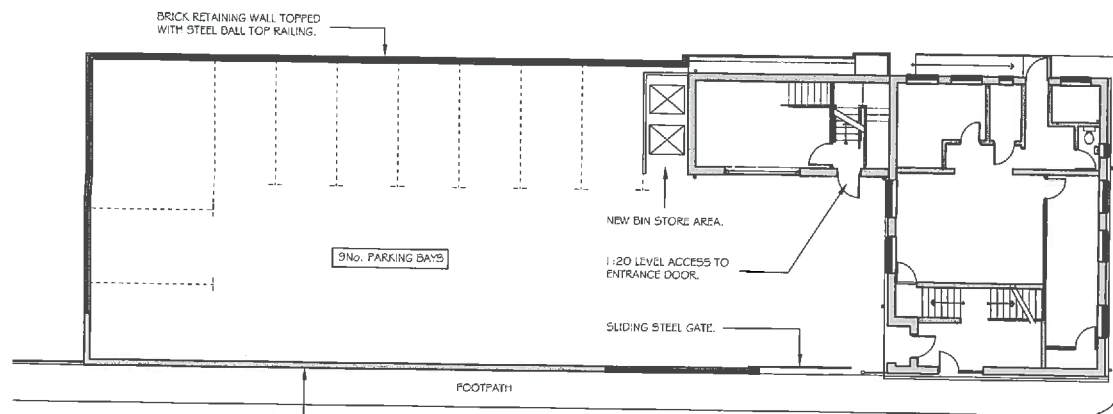 BRICK RETAINING WALL TOPPED
WITH STEEL BALL TOP RAILING.
NEW BIN STORE AREA.
9No. PARKING BAYS
1:20 LEVEL ACCESS TO
ENTRANCE DOOR.
SLIDING STEEL GATE.
FOOTPATH